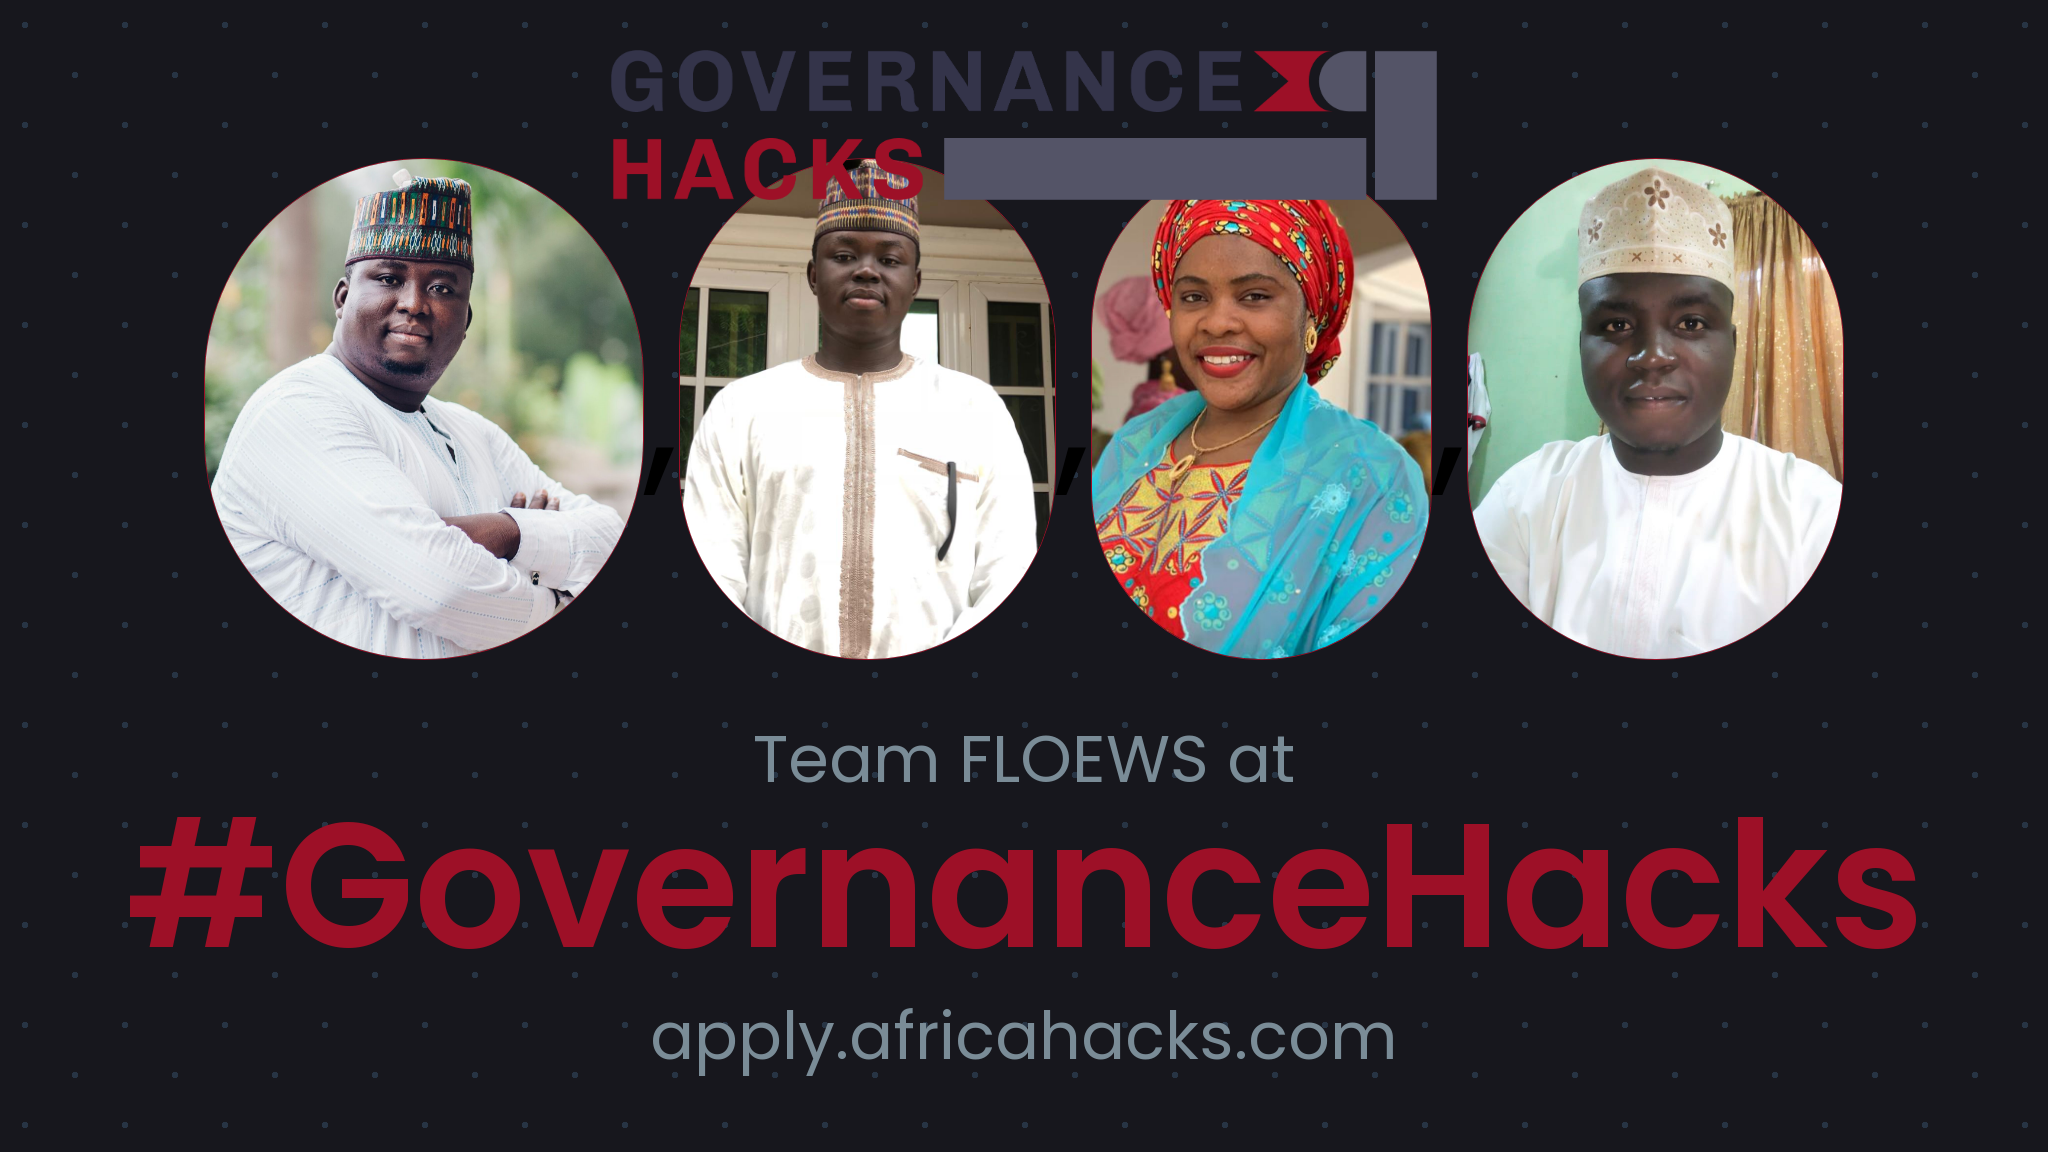 GOVERNANCE
HACKS
, , ,
Team FLOEWS at
#GovernanceHacks
apply.africahacks.com